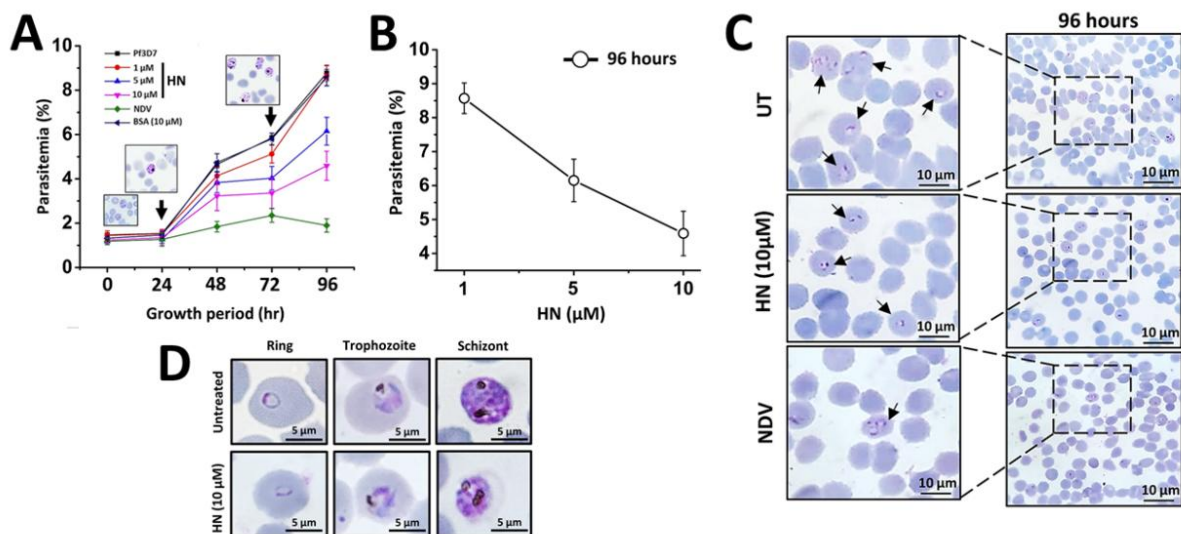 A
Parasitemia (%)
10
8
6
4
2
0
Pf3D7
1 µM
5 µM
10 µM
HN
NDV
BSA (10 µM)
0 24 48 72 96
Growth period (hr)
B
Parasitemia (%)
9
8
7
6
5
4
96 hours
1 5 10
HN (µM)
C
96 hours
UT
10 µm
10 µm
HN (10µM)
10 µm
10 µm
NDV
10 µm
10 µm
D
Ring Trophozoite Schizont
Untreated
5 µm 5 µm 5 µm
HN (10 µM)
5 µm 5 µm 5 µm